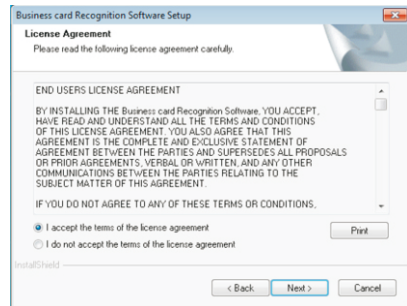 Business card Recognition Software Setup
License Agreement
Please read the following license agreement carefully.
END USERS LICENSE AGREEMENT
BY INSTALLING THE Business card Recognition Software, YOU ACCEPT,
HAVE READ AND UNDERSTAND ALL THE TERMS AND CONDITIONS
OF THIS LICENSE AGREEMENT. YOU ALSO AGREE THAT THIS
AGREEMENT IS THE COMPLETE AND EXCLUSIVE STATEMENT OF
AGREEMENT BETWEEN THE PARTIES AND SUPERSEDES ALL PROPOSALS
OR PRIOR AGREEMENTS, VERBAL OR WRITTEN, AND ANY OTHER
COMMUNICATIONS BETWEEN THE PARTIES RELATING TO THE
SUBJECT MATTER OF THIS AGREEMENT.
IF YOU DO NOT AGREE TO ANY OF THESE TERMS OR CONDITIONS,
I accept the terms of the license agreement
Print
I do not accept the terms of the license agreement
InstallShield
< Back Next > Cancel